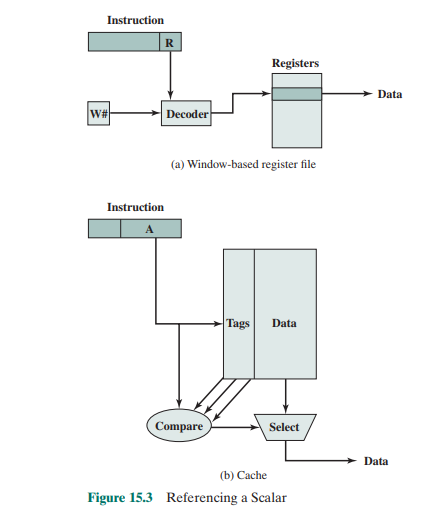 Instruction
R
Registers
Data
W#
Decoder
(a) Window-based register file
Instruction
A
Tags
Data
Compare
Select
Data
(b) Cache
Figure 15.3 Referencing a Scalar